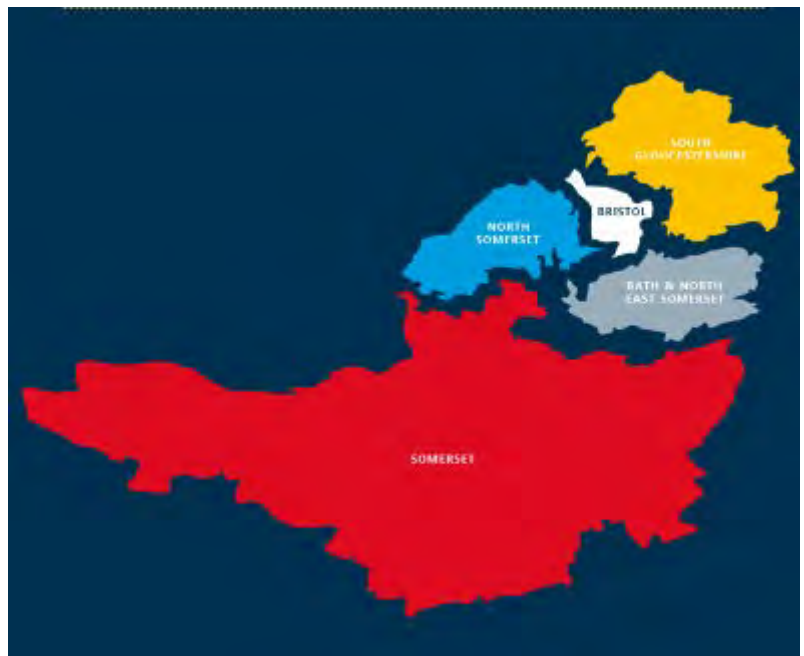 SOUTH
GLOUCESTERSHIRE
BRISTOL
NORTH
SOMERSET
BATH & NORTH
EAST SOMERSET
SOMERSET